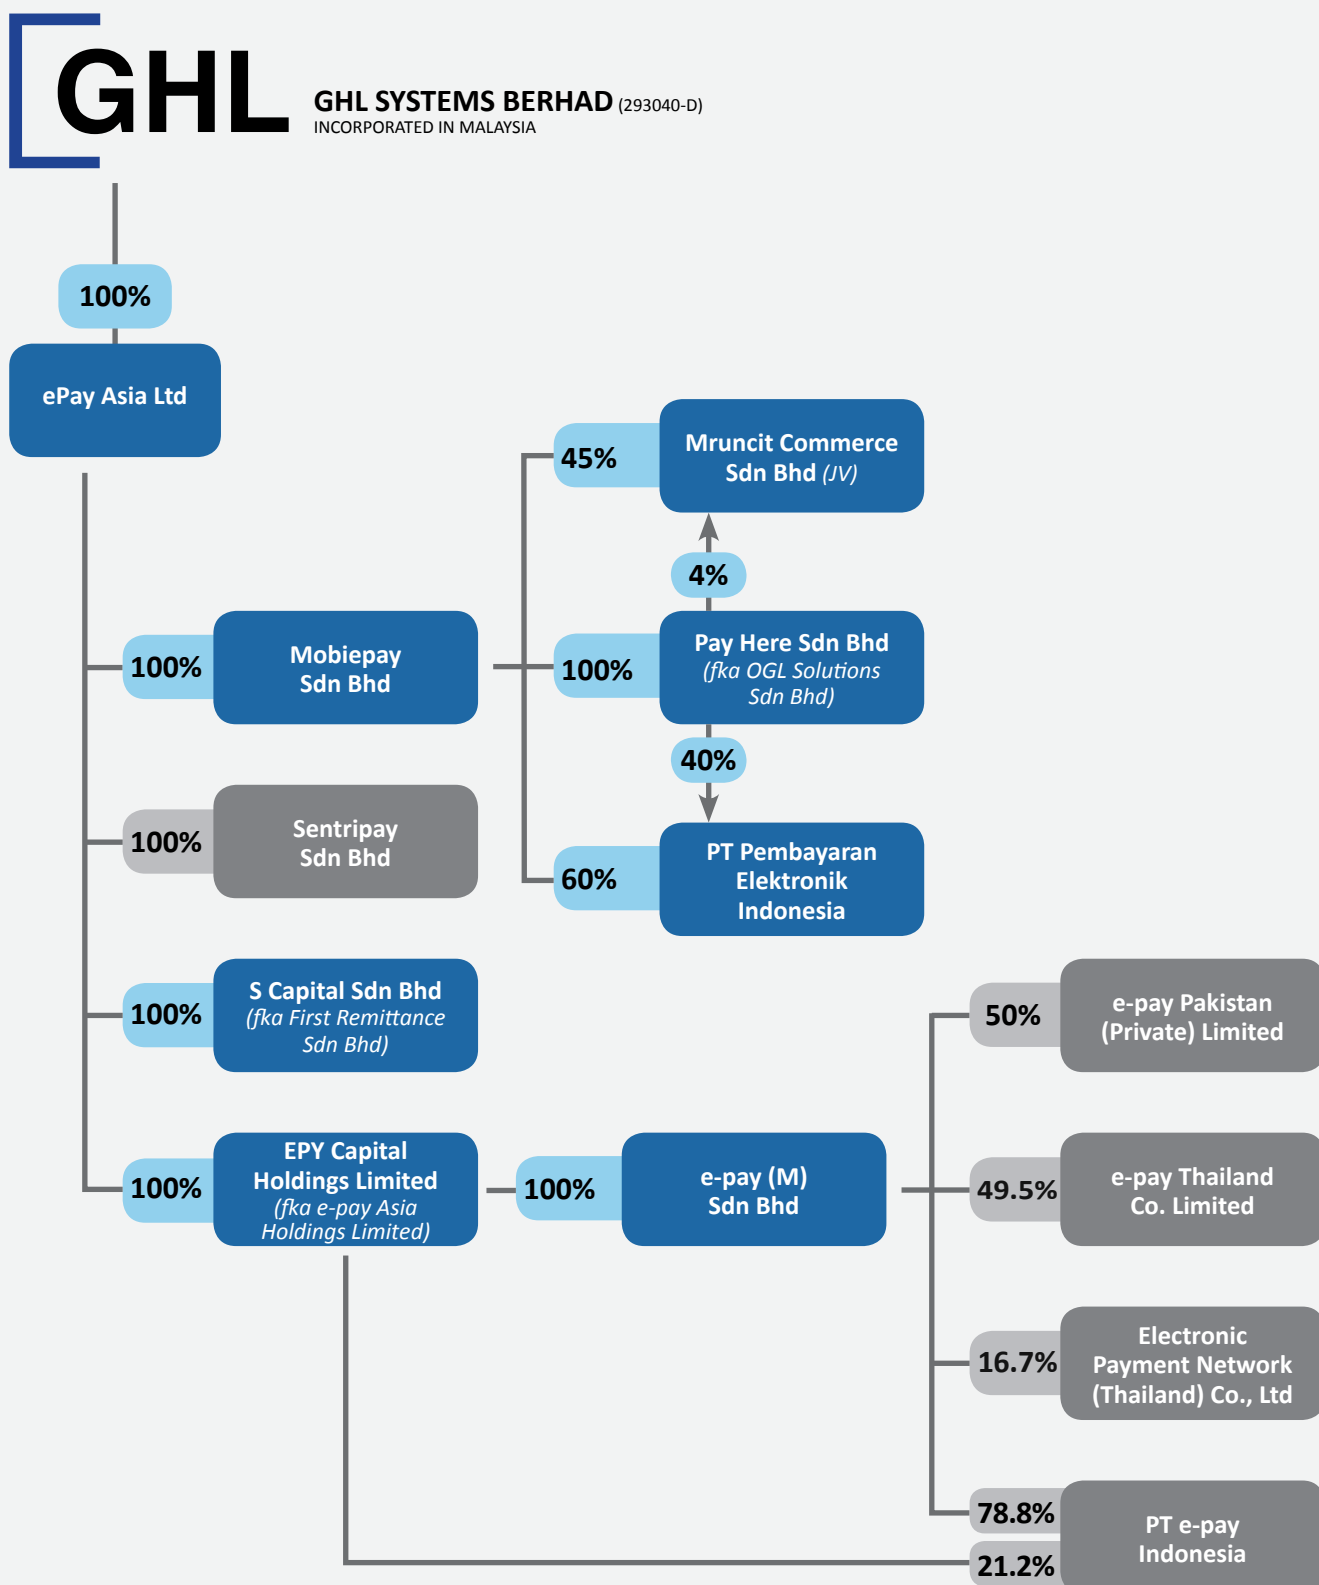 GHL
GHL SYSTEMS BERHAD (293040-D)
INCORPORATED IN MALAYSIA
100%
ePay Asia Ltd
45%
Mruncit Commerce
Sdn Bhd (JV)
4%
100%
Mobiepay
Sdn Bhd
100%
Pay Here Sdn Bhd
(fka OGL Solutions
Sdn Bhd)
40%
100%
Sentripay
Sdn Bhd
60%
PT Pembayaran
Elektronik
Indonesia
100%
S Capital Sdn Bhd
(fka First Remittance
Sdn Bhd)
50%
e-pay Pakistan
(Private) Limited
100%
EPY Capital
Holdings Limited
(fka e-pay Asia
Holdings Limited)
100%
e-pay (M)
Sdn Bhd
49.5%
e-pay Thailand
Co. Limited
16.7%
Electronic
Payment Network
(Thailand) Co., Ltd
78.8%
21.2%
PT e-pay
Indonesia